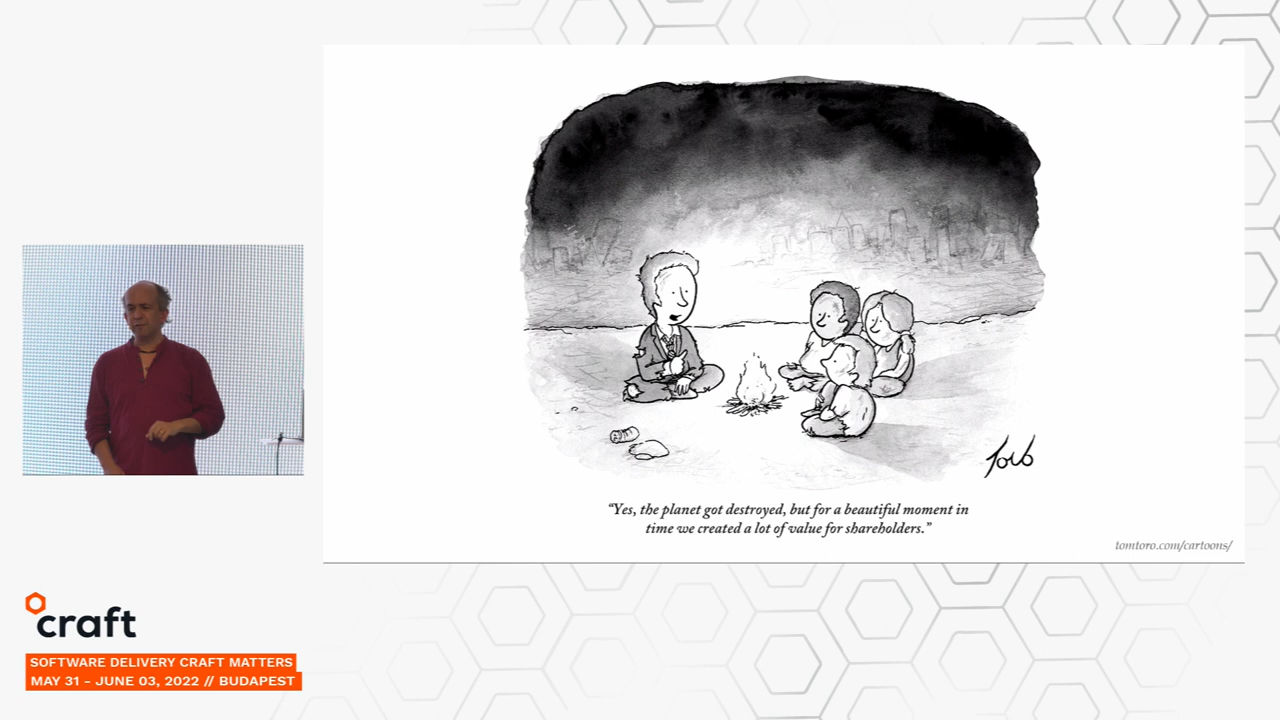 “Yes, the planet got destroyed, but for a beautiful moment in
time we created a lot of value for shareholders.”
tomtoro.com/cartoons/
Toro
craft
SOFTWARE DELIVERY CRAFT MATTERS
MAY 31 - JUNE 03, 2022 // BUDAPEST